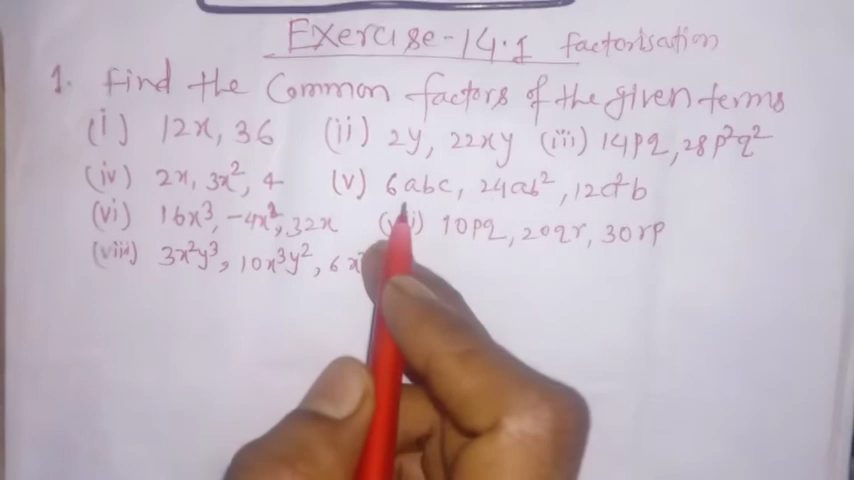 Exercise-14.1 factorisation
1. find the Common factors of the given terms
(i) 12x, 36 (ii) 2y, 22xy (iii) 14pq, 28p²q²
(iv) 2x, 3x², 4 (v) 6abc, 24ab², 12a²b
(vi) 16x³, -4x², 32x 10pq, 20qr, 30rp
(viii) 3x²y³, 10x³y², 6x